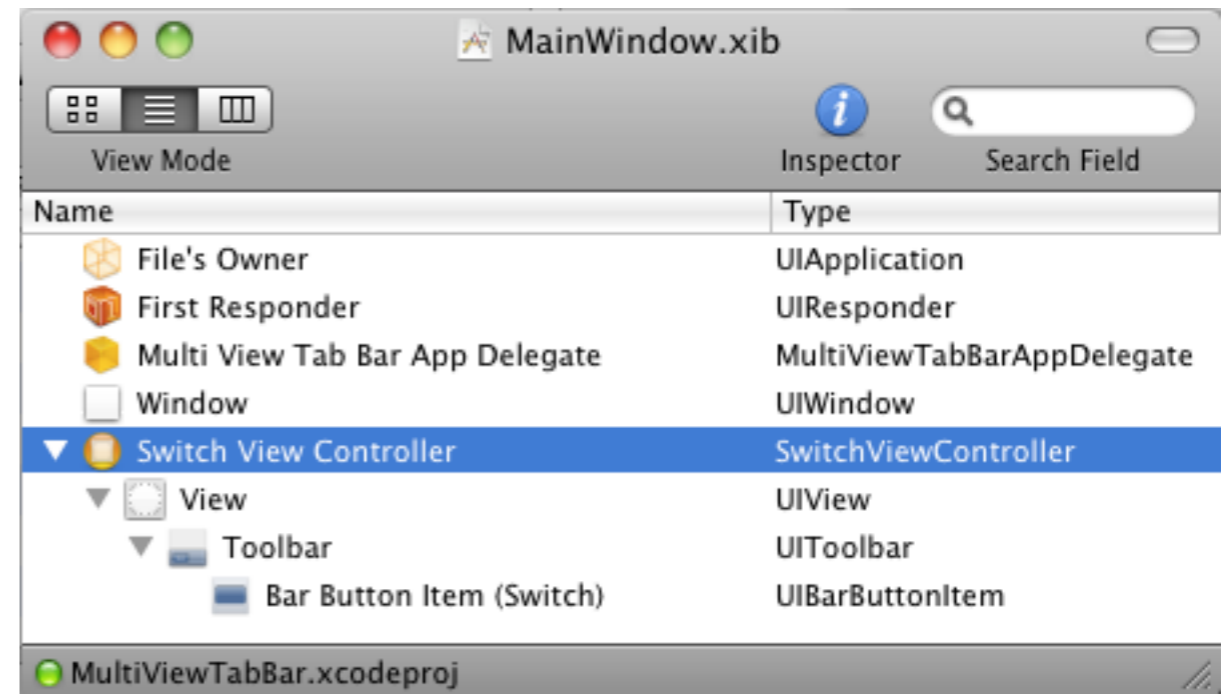 MainWindow.xib
View Mode Inspector Search Field
Name Type
File's Owner UIApplication
First Responder UIResponder
Multi View Tab Bar App Delegate MultiViewTabBarAppDelegate
Window UIWindow
Switch View Controller SwitchViewController
View UIView
Toolbar UIToolbar
Bar Button Item (Switch) UIBarButtonItem
MultiViewTabBar.xcodeproj